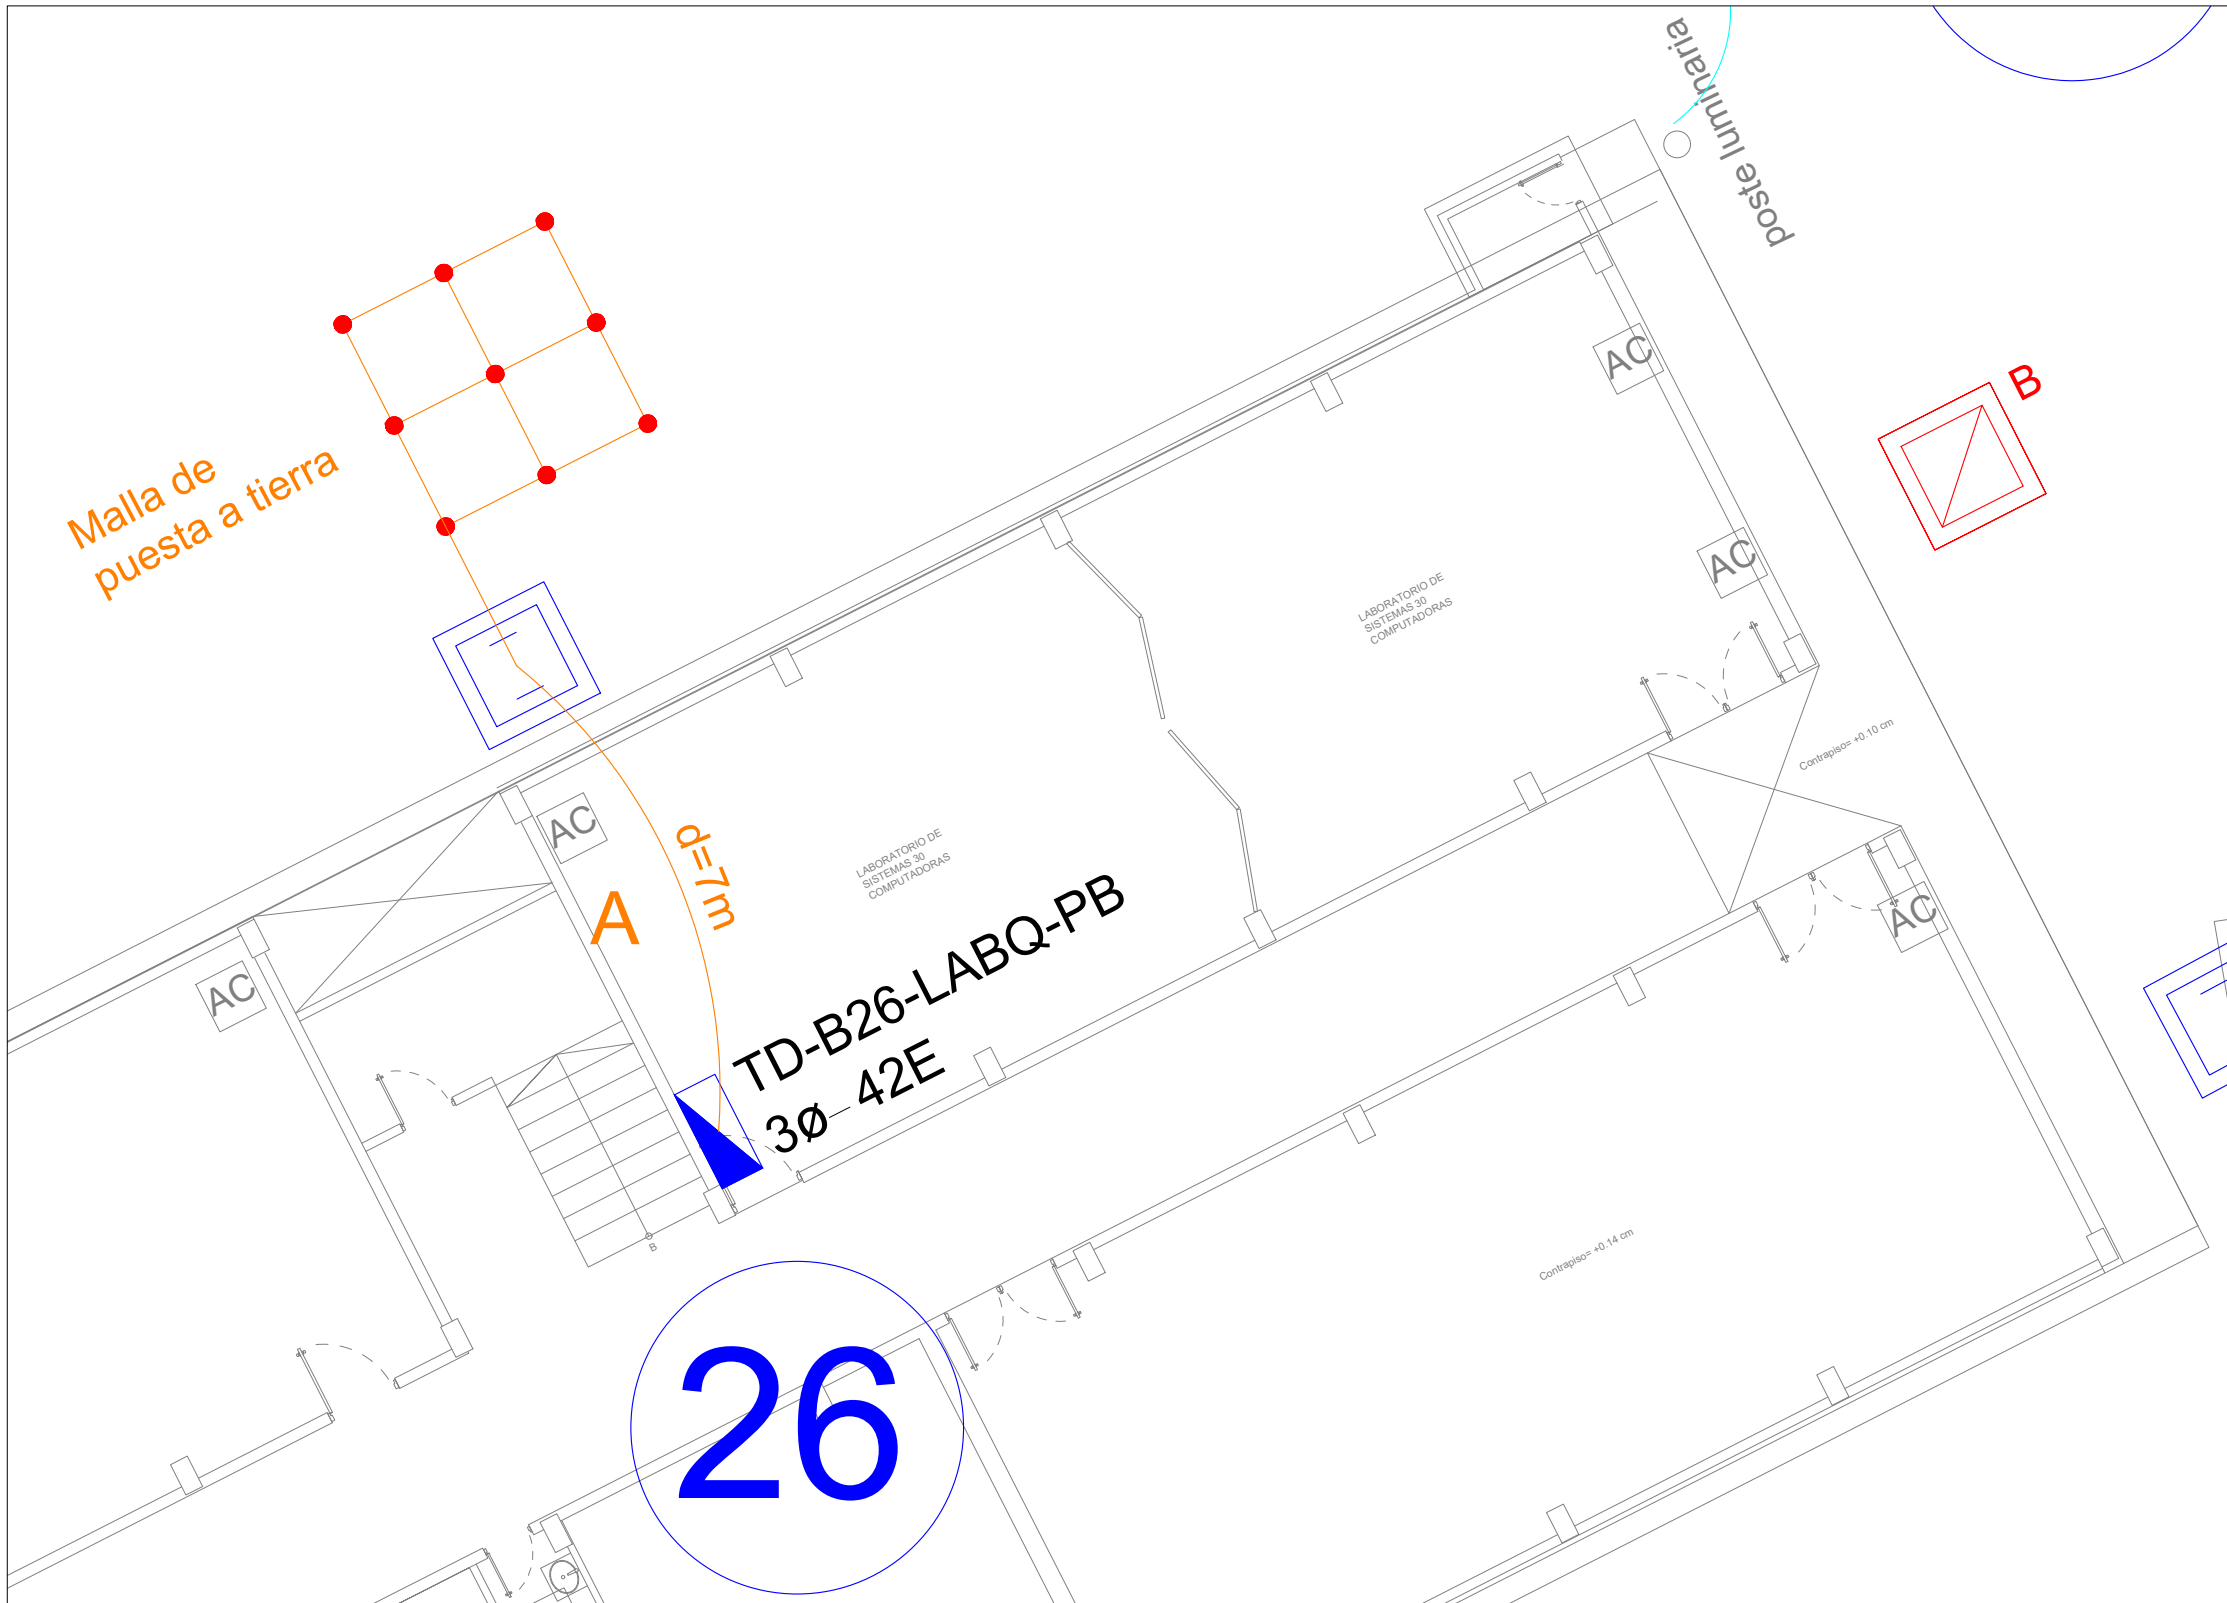 poste luminaria
AC
B
Malla de
puesta a tierra
AC
LABORATORIO DE
SISTEMAS 30
COMPUTADORAS
Contrapiso= +0.10 cm
AC
d=7m
LABORATORIO DE
SISTEMAS 30
COMPUTADORAS
A
AC
AC
TD-B26-LABQ-PB
3ø 42E
B
Contrapiso= +0.14 cm
26